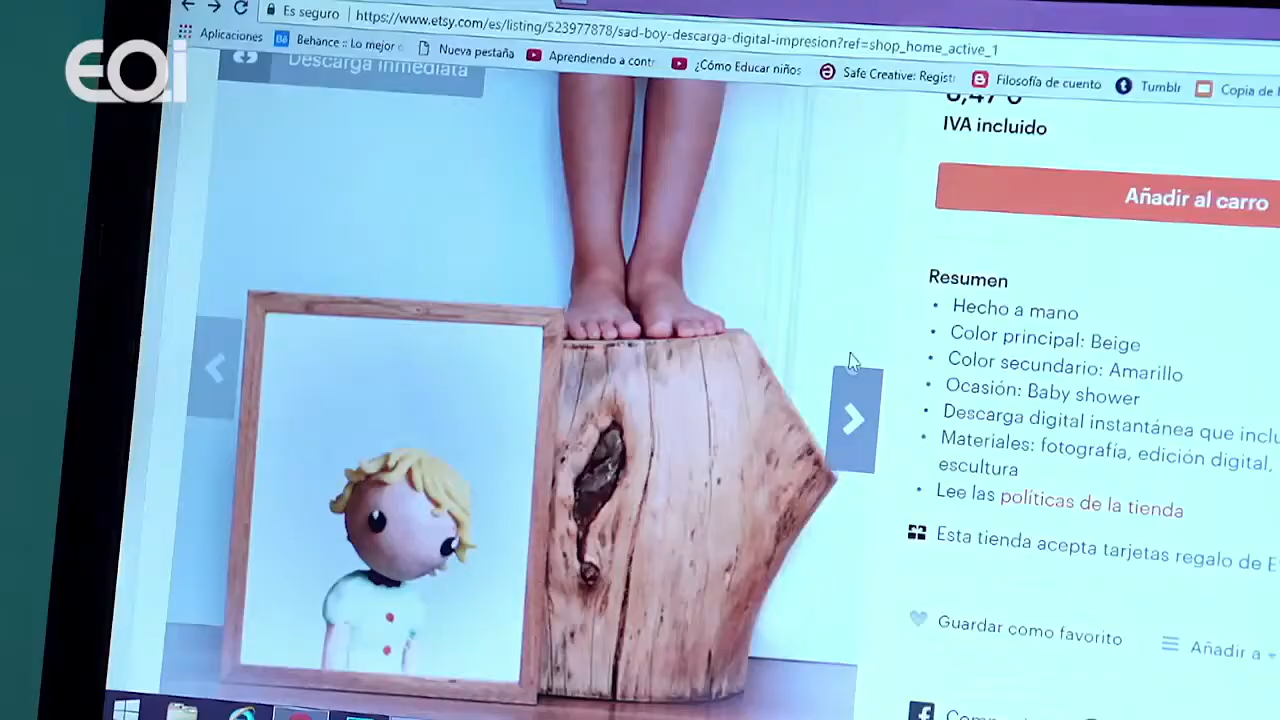 EOi
Es seguro
https://www.etsy.com/es/listing/523977878/sad-boy-descarga-digital-impresion?ref=shop_home_active_1
Aplicaciones
Bē
Behance :: Lo mejor
Nueva pestaña
Aprendiendo a contr
¿Cómo Educar niños
Safe Creative: Registr
Filosofía de cuento
Tumblr
Copia de
Descarga inmediata
IVA incluido
Añadir al carro
Resumen
• Hecho a mano
• Color principal: Beige
• Color secundario: Amarillo
• Ocasión: Baby shower
• Descarga digital instantánea que inclu
• Materiales: fotografía, edición digital,
escultura
• Lee las políticas de la tienda
Esta tienda acepta tarjetas regalo de E
Guardar como favorito
Añadir a